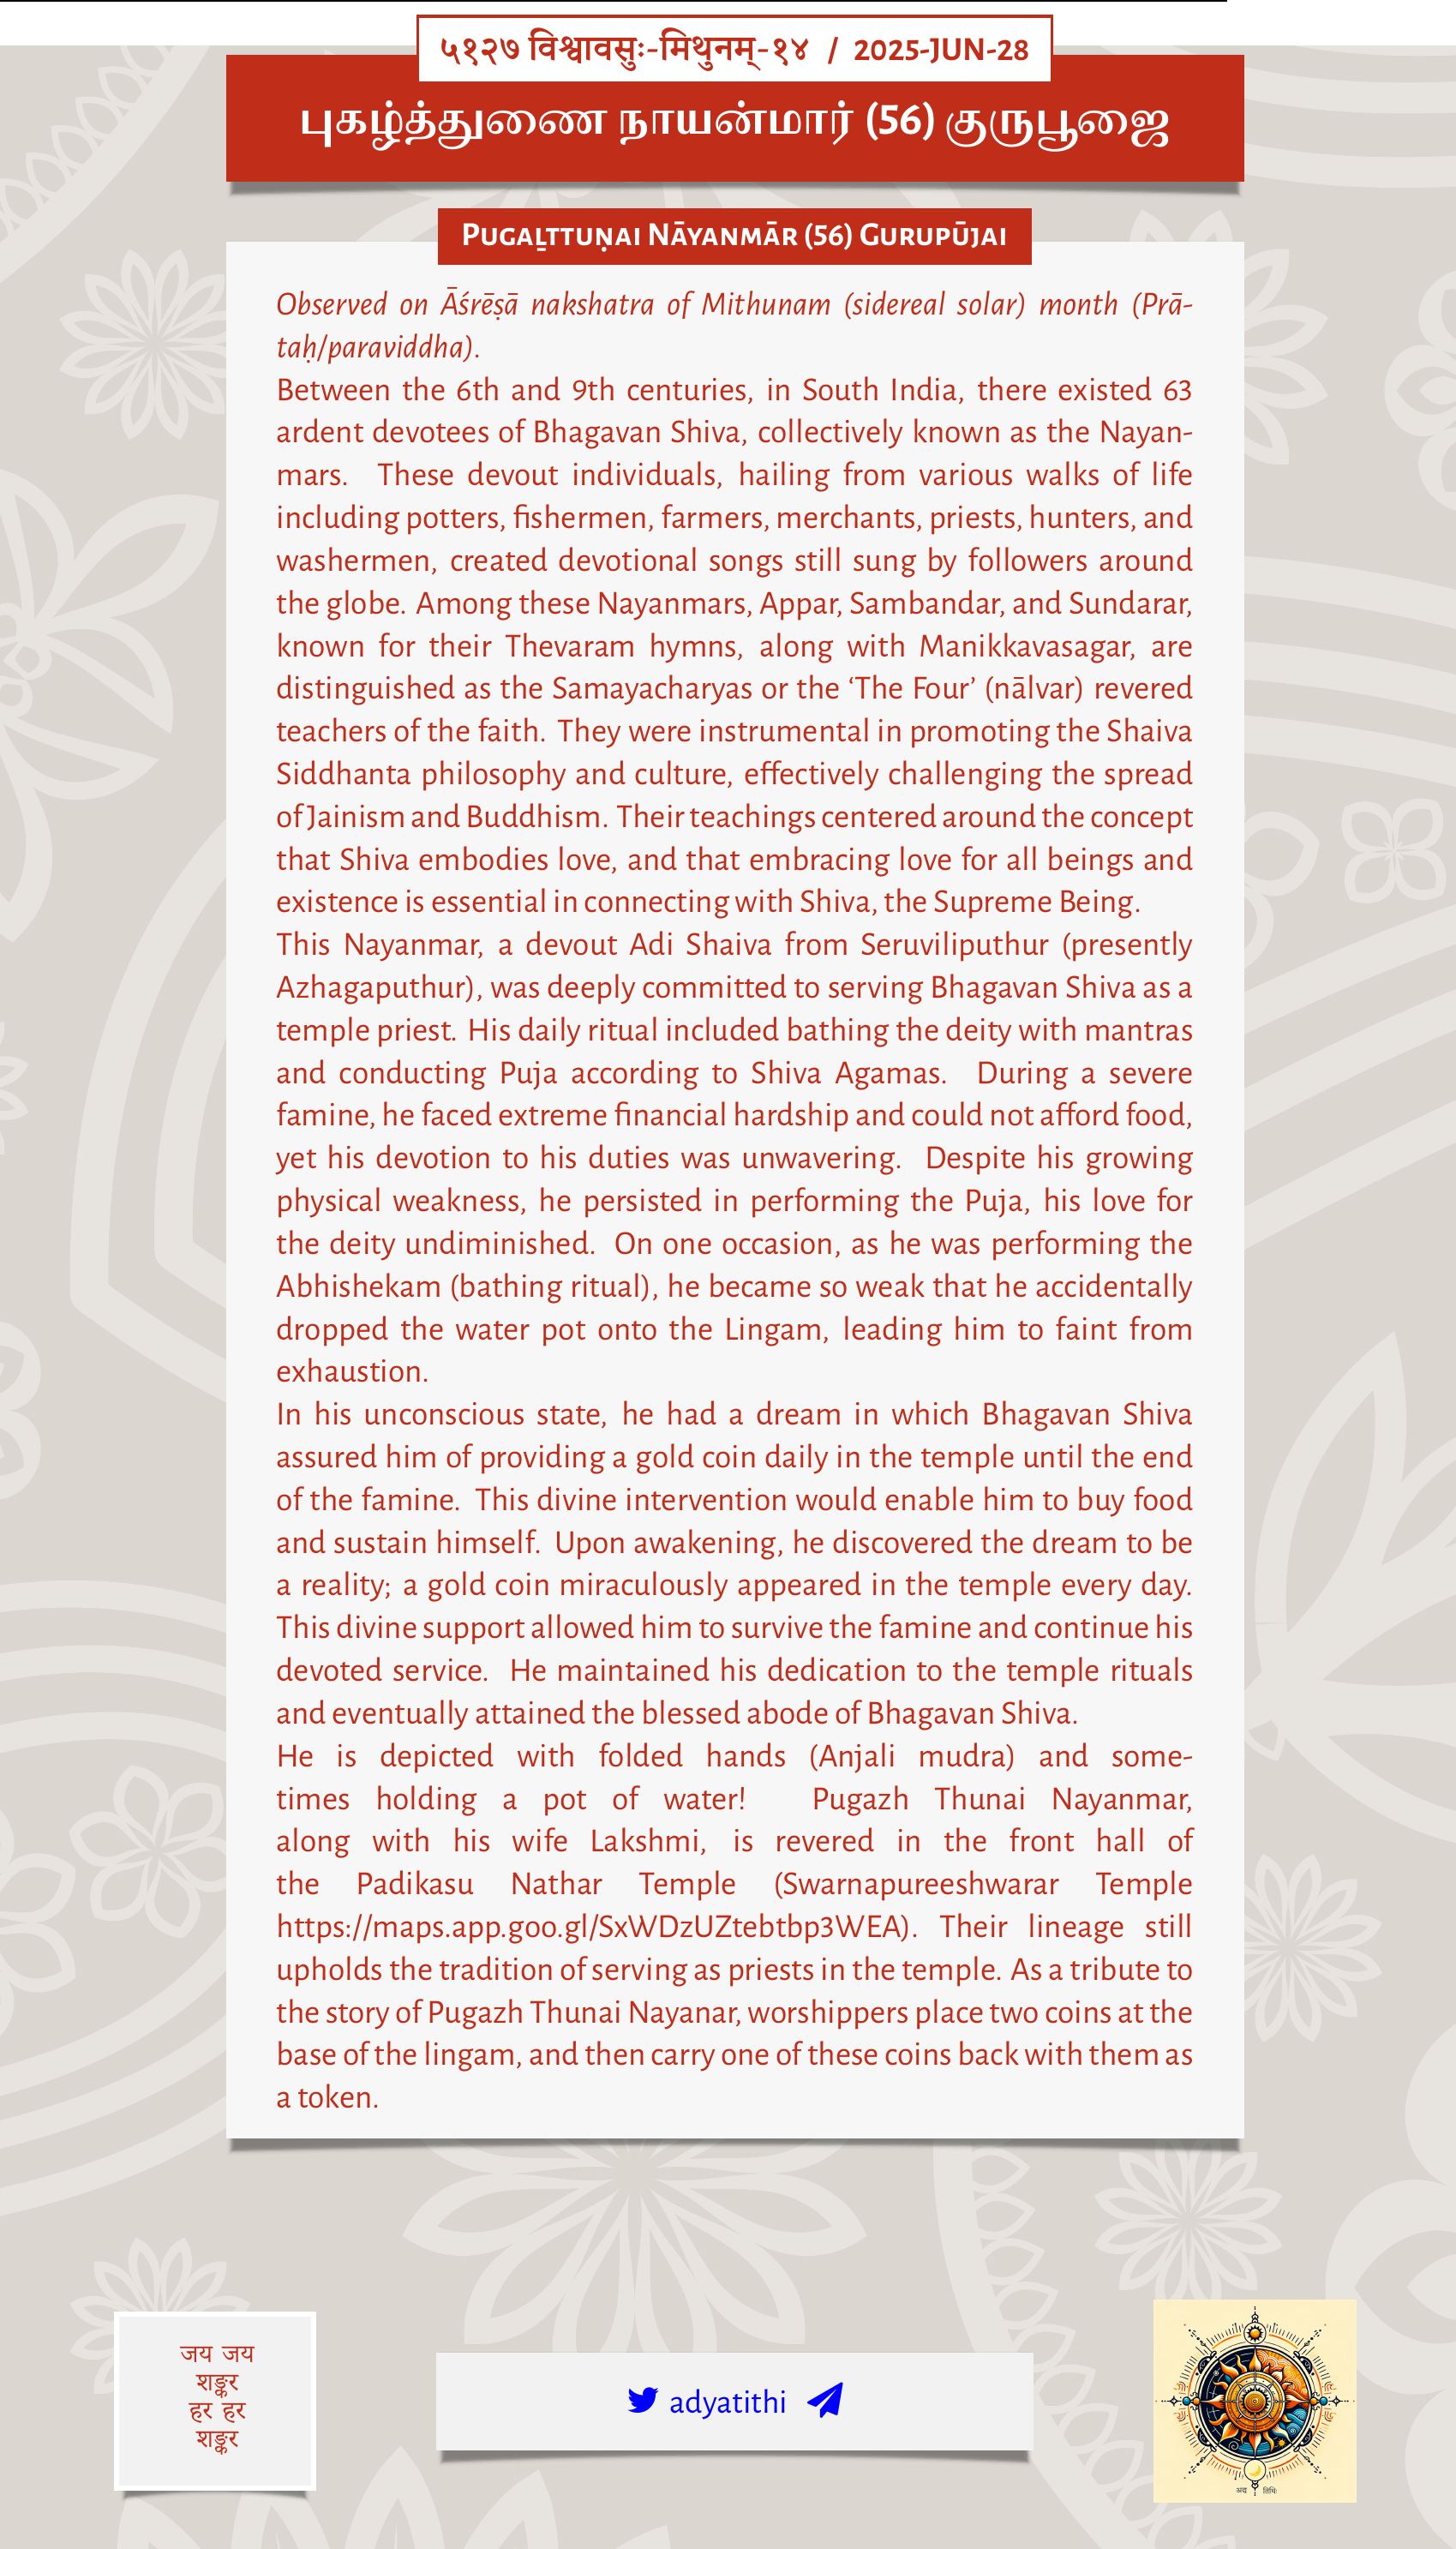 ५१२७ विश्वावसुः-मिथुनम्-१४ / 2025-JUN-28
புகழ்த்துணை நாயன்மார் (56) குருபூஜை
Pugaḻttuṇai Nāyanmār (56) Gurupūjai
Observed on Āśrēṣā nakshatra of Mithunam (sidereal solar) month (Prā-
taḥ/paraviddha).
Between the 6th and 9th centuries, in South India, there existed 63
ardent devotees of Bhagavan Shiva, collectively known as the Nayan-
mars. These devout individuals, hailing from various walks of life
including potters, fishermen, farmers, merchants, priests, hunters, and
washermen, created devotional songs still sung by followers around
the globe. Among these Nayanmars, Appar, Sambandar, and Sundarar,
known for their Thevaram hymns, along with Manikkavasagar, are
distinguished as the Samayacharyas or the ‘The Four’ (nālvar) revered
teachers of the faith. They were instrumental in promoting the Shaiva
Siddhanta philosophy and culture, effectively challenging the spread
of Jainism and Buddhism. Their teachings centered around the concept
that Shiva embodies love, and that embracing love for all beings and
existence is essential in connecting with Shiva, the Supreme Being.
This Nayanmar, a devout Adi Shaiva from Seruviliputhur (presently
Azhagaputhur), was deeply committed to serving Bhagavan Shiva as a
temple priest. His daily ritual included bathing the deity with mantras
and conducting Puja according to Shiva Agamas. During a severe
famine, he faced extreme financial hardship and could not afford food,
yet his devotion to his duties was unwavering. Despite his growing
physical weakness, he persisted in performing the Puja, his love for
the deity undiminished. On one occasion, as he was performing the
Abhishekam (bathing ritual), he became so weak that he accidentally
dropped the water pot onto the Lingam, leading him to faint from
exhaustion.
In his unconscious state, he had a dream in which Bhagavan Shiva
assured him of providing a gold coin daily in the temple until the end
of the famine. This divine intervention would enable him to buy food
and sustain himself. Upon awakening, he discovered the dream to be
a reality; a gold coin miraculously appeared in the temple every day.
This divine support allowed him to survive the famine and continue his
devoted service. He maintained his dedication to the temple rituals
and eventually attained the blessed abode of Bhagavan Shiva.
He is depicted with folded hands (Anjali mudra) and some-
times holding a pot of water! Pugazh Thunai Nayanmar,
along with his wife Lakshmi, is revered in the front hall of
the Padikasu Nathar Temple (Swarnapureeshwarar Temple
https://maps.app.goo.gl/SxWDzUZtebtbp3WEA). Their lineage still
upholds the tradition of serving as priests in the temple. As a tribute to
the story of Pugazh Thunai Nayanar, worshippers place two coins at the
base of the lingam, and then carry one of these coins back with them as
a token.
जय जय
शङ्कर
हर हर
शङ्कर
adyatithi
अद्य तिथिः